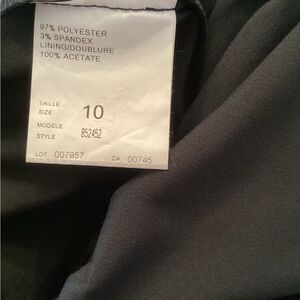 97% POLYESTER
3% SPANDEX
LINING/DOUBLURE
100% ACETATE
TAILLE
SIZE 10
MODELE
STYLE 852452
LOT 007957 CA 00745